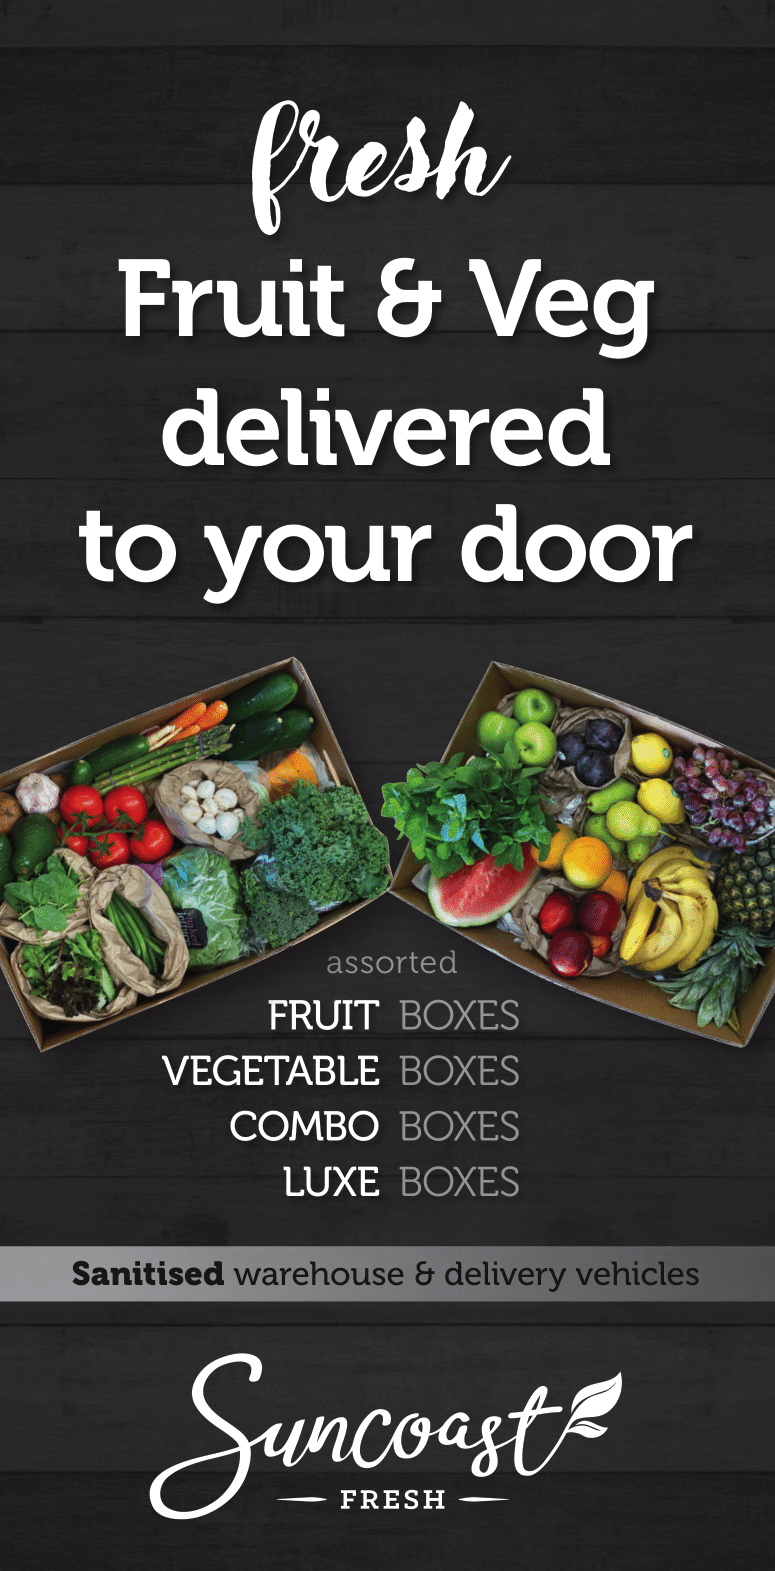 fresh
Fruit & Veg
delivered
to your door
assorted
FRUIT BOXES
VEGETABLE BOXES
COMBO BOXES
LUXE BOXES
Sanitised warehouse & delivery vehicles
Suncoast
FRESH